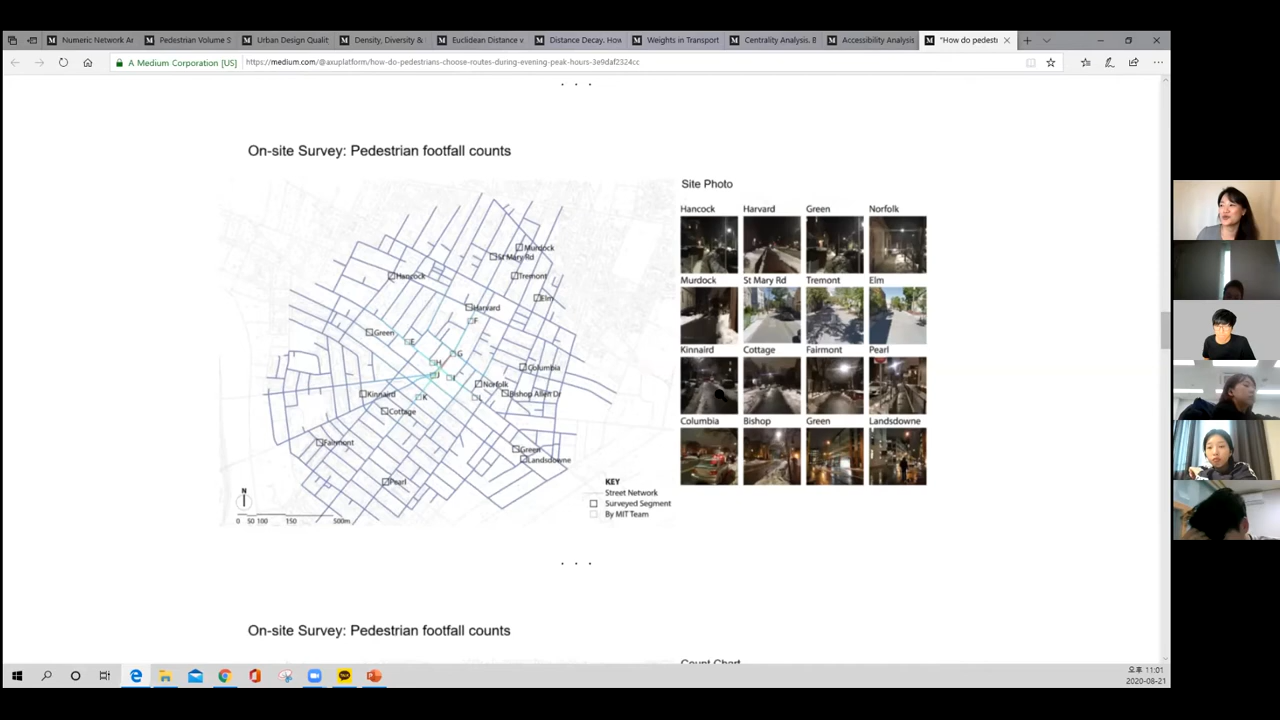 Numeric Network Ar
Pedestrian Volume S
Urban Design Qualit
Density, Diversity &
Euclidean Distance v
Distance Decay. How
Weights in Transport
Centrality Analysis. B
Accessibility Analysis
"How do pedestri
A Medium Corporation [US]
https://medium.com/@axuplatform/how-do-pedestrians-choose-routes-during-evening-peak-hours-3e9daf2324cc
On-site Survey: Pedestrian footfall counts
Site Photo
Hancock Harvard Green Norfolk
Murdock St Mary Rd Tremont Elm
Kinnaird Cottage Fairmont Pearl
Columbia Bishop Green Landsdowne
Murdock
St Mary Rd
Hancock
Tremont
Elm
Harvard
F
Green
E
G
H
Columbia
J
Norfolk
Kinnaird
K
L
Bishop Allen Dr
Cottage
Fairmont
Green
Landsdowne
Pearl
N
0 50 100 150 500m
KEY
Street Network
Surveyed Segment
By MIT Team
On-site Survey: Pedestrian footfall counts
오후 11:01
2020-08-21